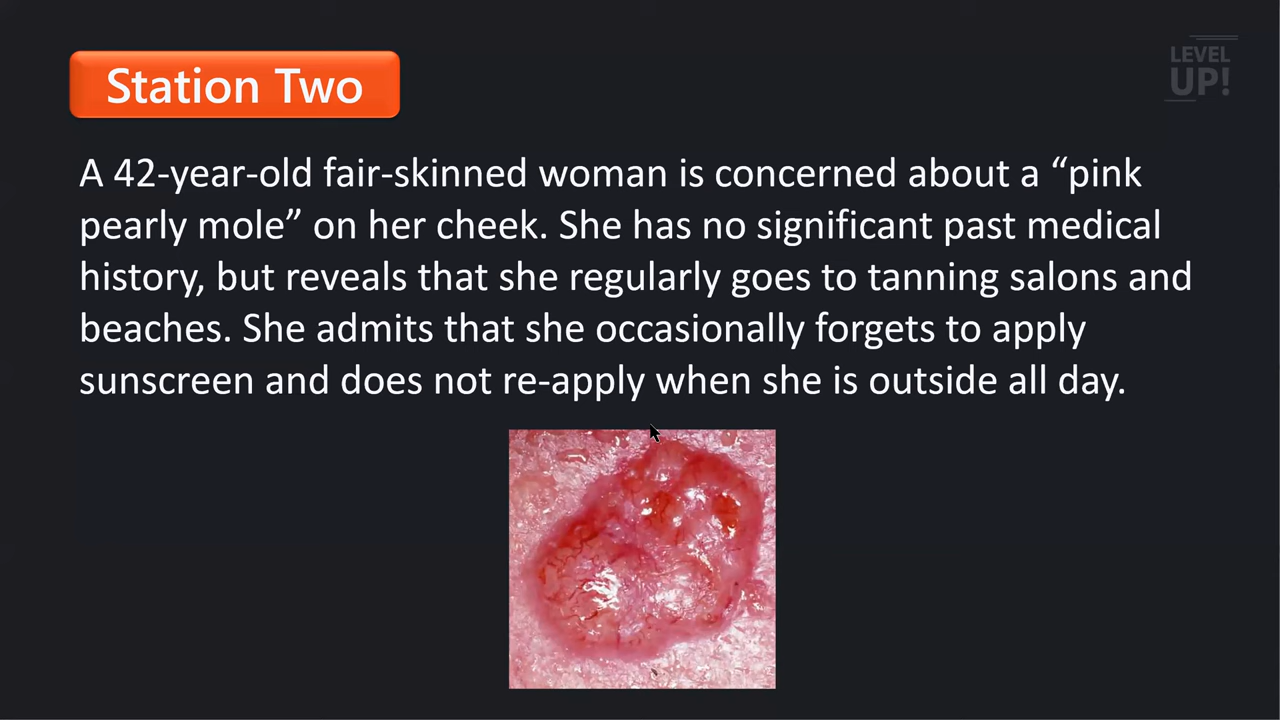 Station Two
LEVEL
UP!
A 42-year-old fair-skinned woman is concerned about a “pink
pearly mole” on her cheek. She has no significant past medical
history, but reveals that she regularly goes to tanning salons and
beaches. She admits that she occasionally forgets to apply
sunscreen and does not re-apply when she is outside all day.